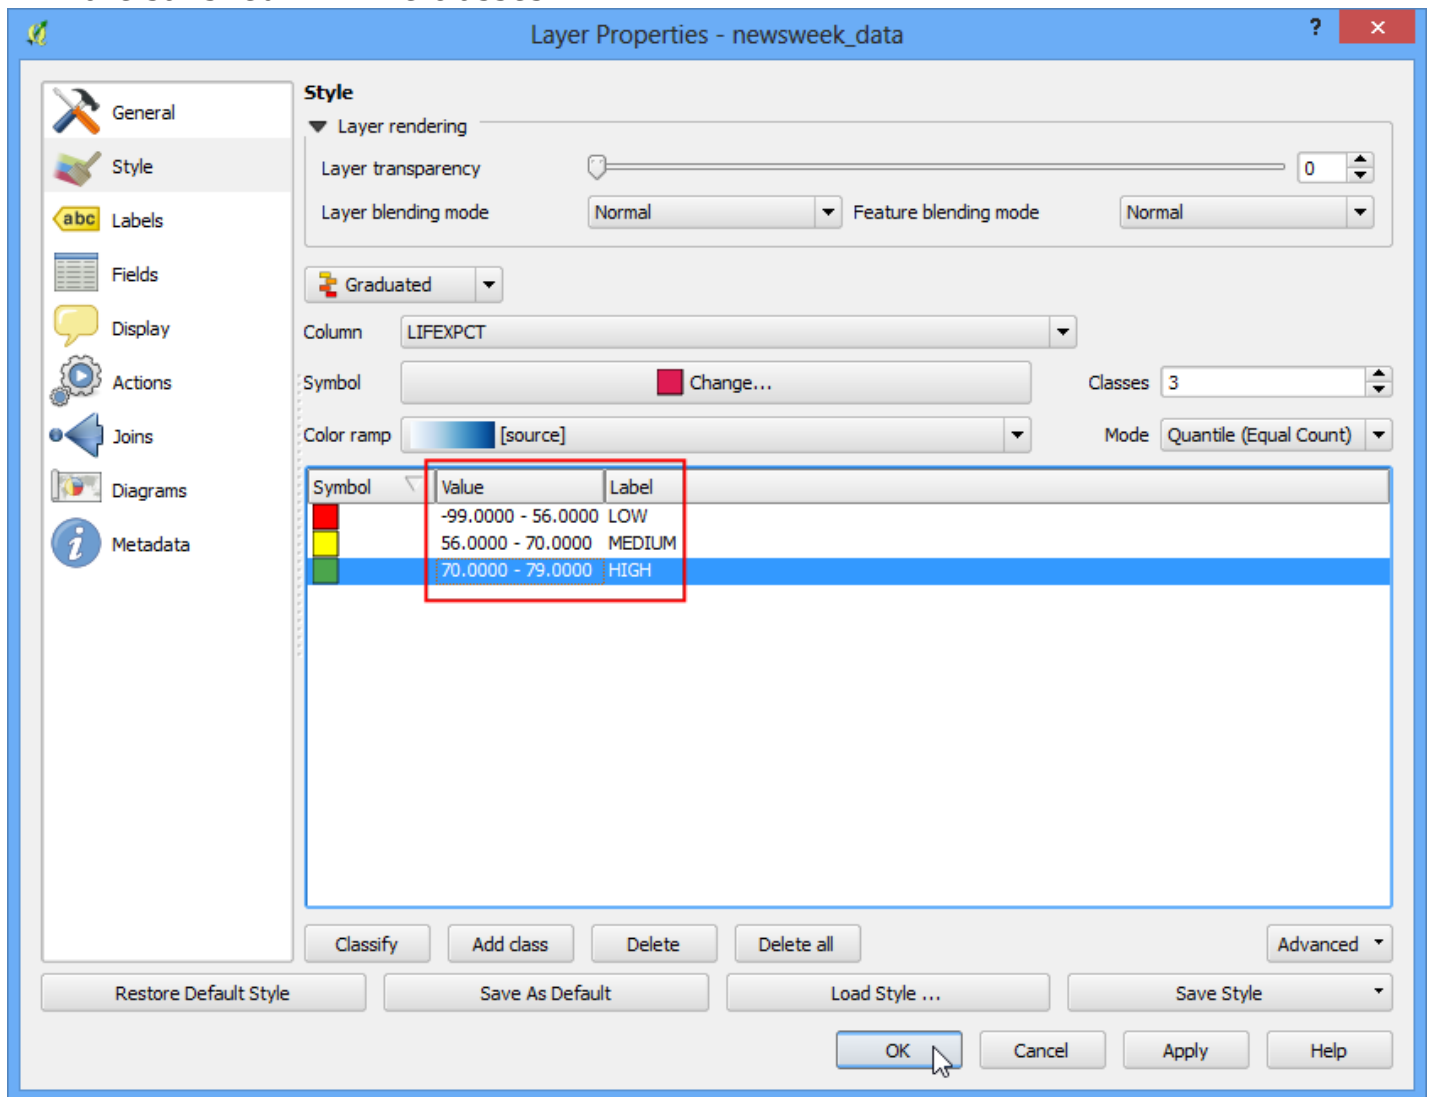 Layer Properties - newsweek_data ? ×
General
Style
abc Labels
Fields
Display
Actions
Joins
Diagrams
i Metadata
Style
Layer rendering
Layer transparency 0
Layer blending mode Normal Feature blending mode Normal
Graduated
Column LIFEXPCT
Symbol Change... Classes 3
Color ramp [source] Mode Quantile (Equal Count)
Symbol Value Label
-99.0000 - 56.0000 LOW
56.0000 - 70.0000 MEDIUM
70.0000 - 79.0000 HIGH
Classify Add class Delete Delete all Advanced
Restore Default Style Save As Default Load Style ... Save Style
OK Cancel Apply Help